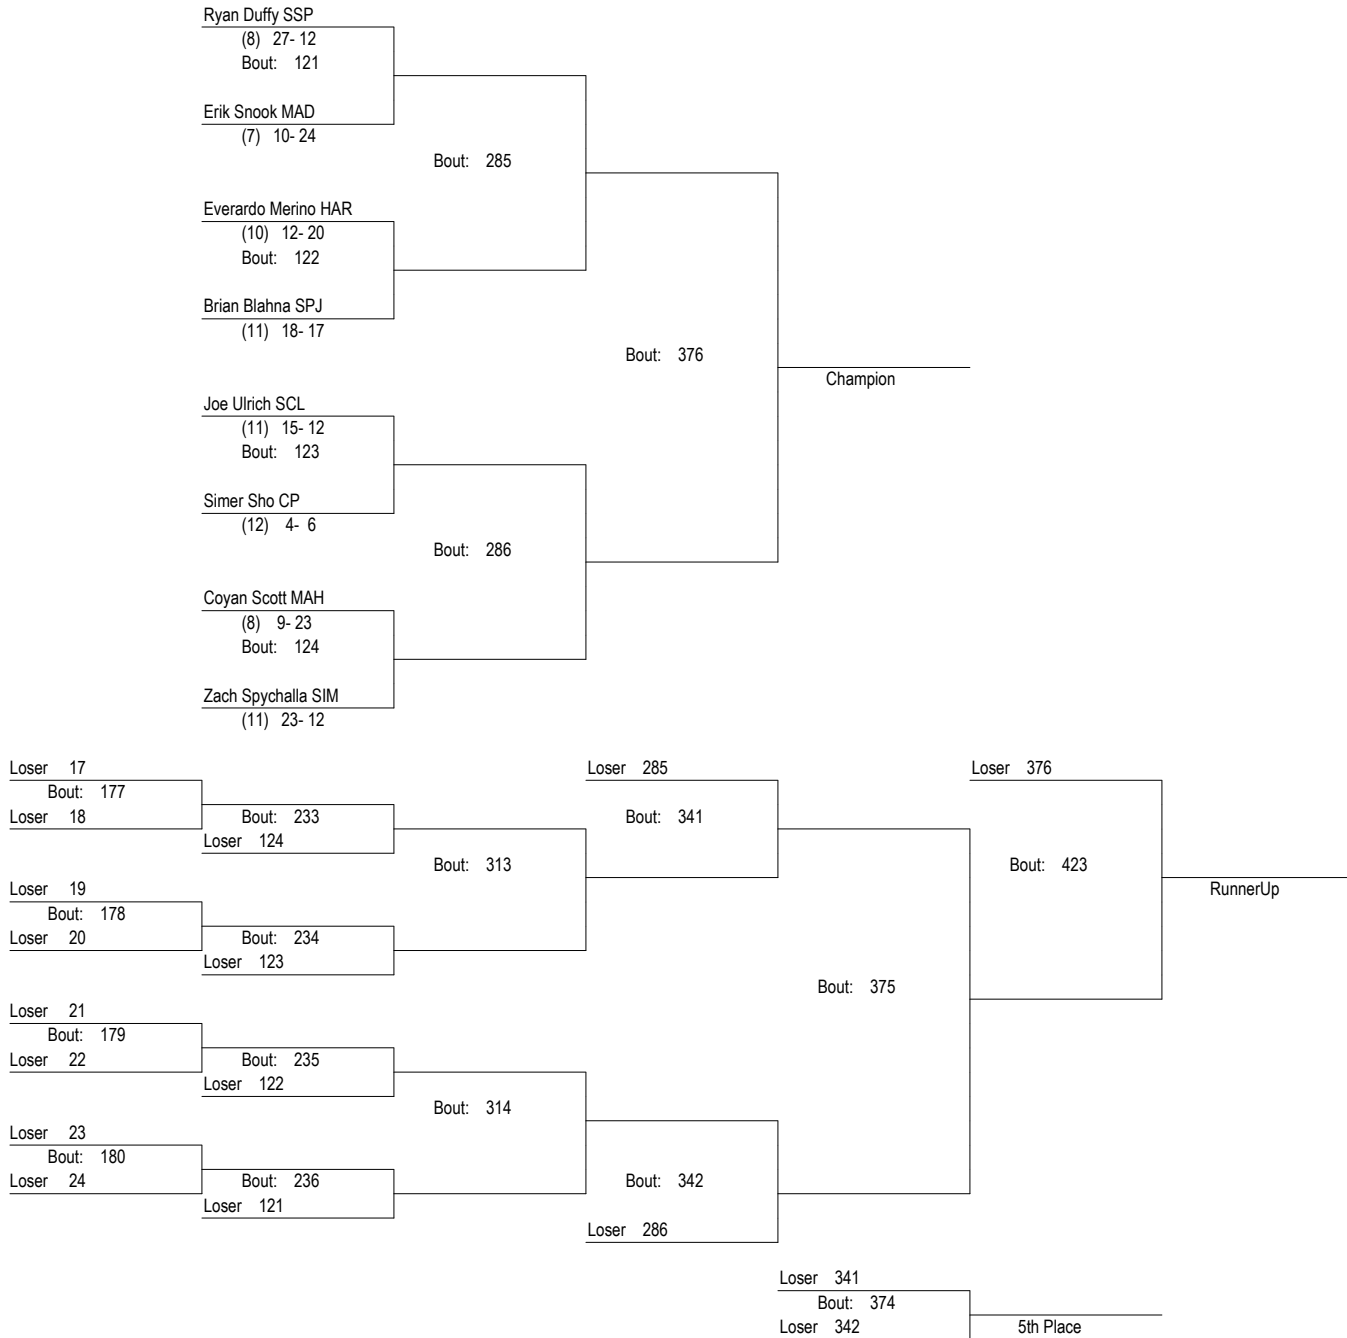 Ryan Duffy SSP
(8) 27- 12
Bout: 121
Erik Snook MAD
(7) 10- 24
Bout: 285
Everardo Merino HAR
(10) 12- 20
Bout: 122
Brian Blahna SPJ
(11) 18- 17
Bout: 376
Champion
Joe Ulrich SCL
(11) 15- 12
Bout: 123
Simer Sho CP
(12) 4- 6
Bout: 286
Coyan Scott MAH
(8) 9- 23
Bout: 124
Zach Spychalla SIM
(11) 23- 12
Loser 17
Bout: 177
Loser 18
Bout: 233
Loser 124
Bout: 313
Loser 285
Bout: 341
Loser 376
Bout: 423
RunnerUp
Loser 19
Bout: 178
Loser 20
Bout: 234
Loser 123
Bout: 375
Loser 21
Bout: 179
Loser 22
Bout: 235
Loser 122
Bout: 314
Loser 23
Bout: 180
Loser 24
Bout: 236
Loser 121
Bout: 342
Loser 286
Loser 341
Bout: 374
Loser 342
5th Place